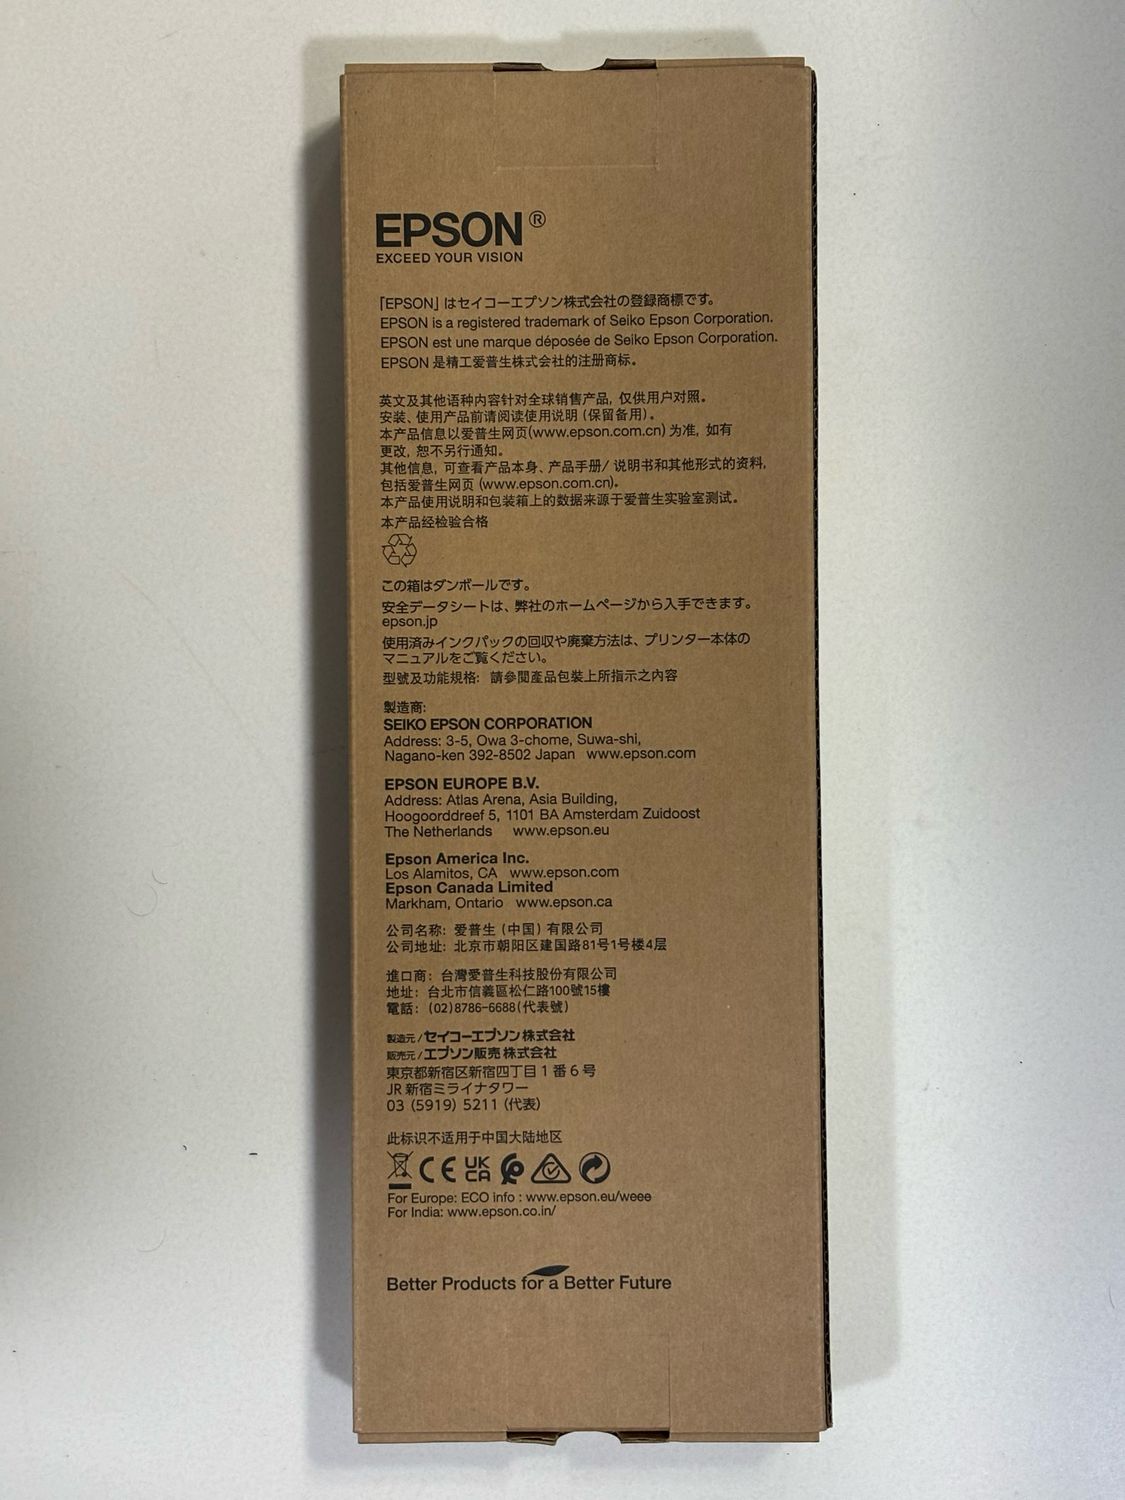 EPSON®
EXCEED YOUR VISION
「EPSON」はセイコーエプソン株式会社の登録商標です。
EPSON is a registered trademark of Seiko Epson Corporation.
EPSON est une marque déposée de Seiko Epson Corporation.
EPSON 是精工爱普生株式会社的注册商标。
英文及其他语种内容针对全球销售产品, 仅供用户对照。
安装、使用产品前请阅读使用说明 (保留备用) 。
本产品信息以爱普生网页(www.epson.com.cn) 为准, 如有
更改, 恕不另行通知。
其他信息, 可查看产品本身、产品手册/ 说明书和其他形式的资料,
包括爱普生网页 (www.epson.com.cn)。
本产品使用说明和包装箱上的数据来源于爱普生实验室测试。
本产品经检验合格
この箱はダンボールです。
安全データシートは、弊社のホームページから入手できます。
epson.jp
使用済みインクパックの回収や廃棄方法は、プリンター本体の
マニュアルをご覧ください。
型號及功能規格: 請參閱產品包裝上所指示之內容
製造商:
SEIKO EPSON CORPORATION
Address: 3-5, Owa 3-chome, Suwa-shi,
Nagano-ken 392-8502 Japan www.epson.com
EPSON EUROPE B.V.
Address: Atlas Arena, Asia Building,
Hoogoorddreef 5, 1101 BA Amsterdam Zuidoost
The Netherlands www.epson.eu
Epson America Inc.
Los Alamitos, CA www.epson.com
Epson Canada Limited
Markham, Ontario www.epson.ca
公司名称: 爱普生 (中国) 有限公司
公司地址: 北京市朝阳区建国路81号1号楼4层
進口商: 台灣愛普生科技股份有限公司
地址: 台北市信義區松仁路100號15樓
電話: (02)8786-6688(代表號)
製造元 / セイコーエプソン 株式会社
販売元 / エプソン販売 株式会社
東京都新宿区新宿四丁目 1 番 6 号
JR 新宿ミライナタワー
03 (5919) 5211 (代表)
此标识不适用于中国大陆地区
CE UK CA
For Europe: ECO info : www.epson.eu/weee
For India: www.epson.co.in/
Better Products for a Better Future